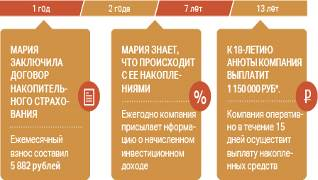 1 год
2 года
7 лет
13 лет
МАРИЯ
ЗАКЛЮЧИЛА
ДОГОВОР
НАКОПИТЕЛЬ-
НОГО СТРАХО-
ВАНИЯ
Ежемесячный
взнос составил
5 882 рублей
МАРИЯ ЗНАЕТ,
ЧТО ПРОИСХОДИТ
С ЕЕ НАКОПЛЕ-
НИЯМИ
%
Ежегодно компания
присылает нформа-
цию о начисленном
инвестиционном
доходе
К 18-ЛЕТИЮ
АНЮТЫ КОМПАНИЯ
ВЫПЛАТИТ
1 150 000 РУБ*.
₽
Компания оператив-
но в течение 15
дней осуществит
выплату накоплен-
ных средств